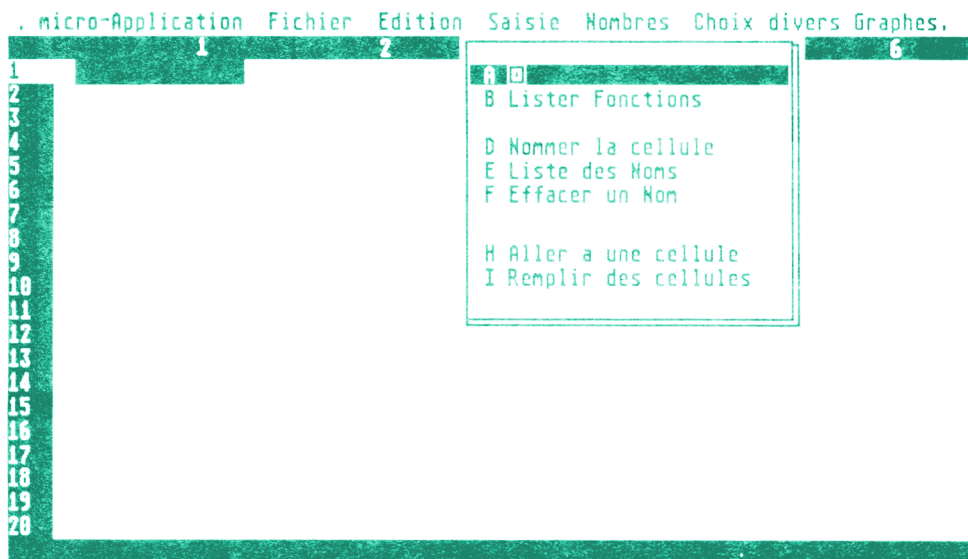 . micro-Application Fichier Edition Saisie Nombres Choix divers Graphes.
1 2 6
1 A
2 B Lister Fonctions
3
4 D Nommer la cellule
5 E Liste des Noms
6 F Effacer un Nom
7
8 H Aller a une cellule
9 I Remplir des cellules
10
11
12
13
14
15
16
17
18
19
20